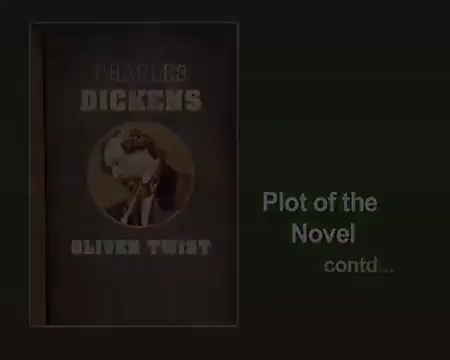 CHARLES
DICKENS
OLIVER TWIST
Plot of the
Novel
contd...